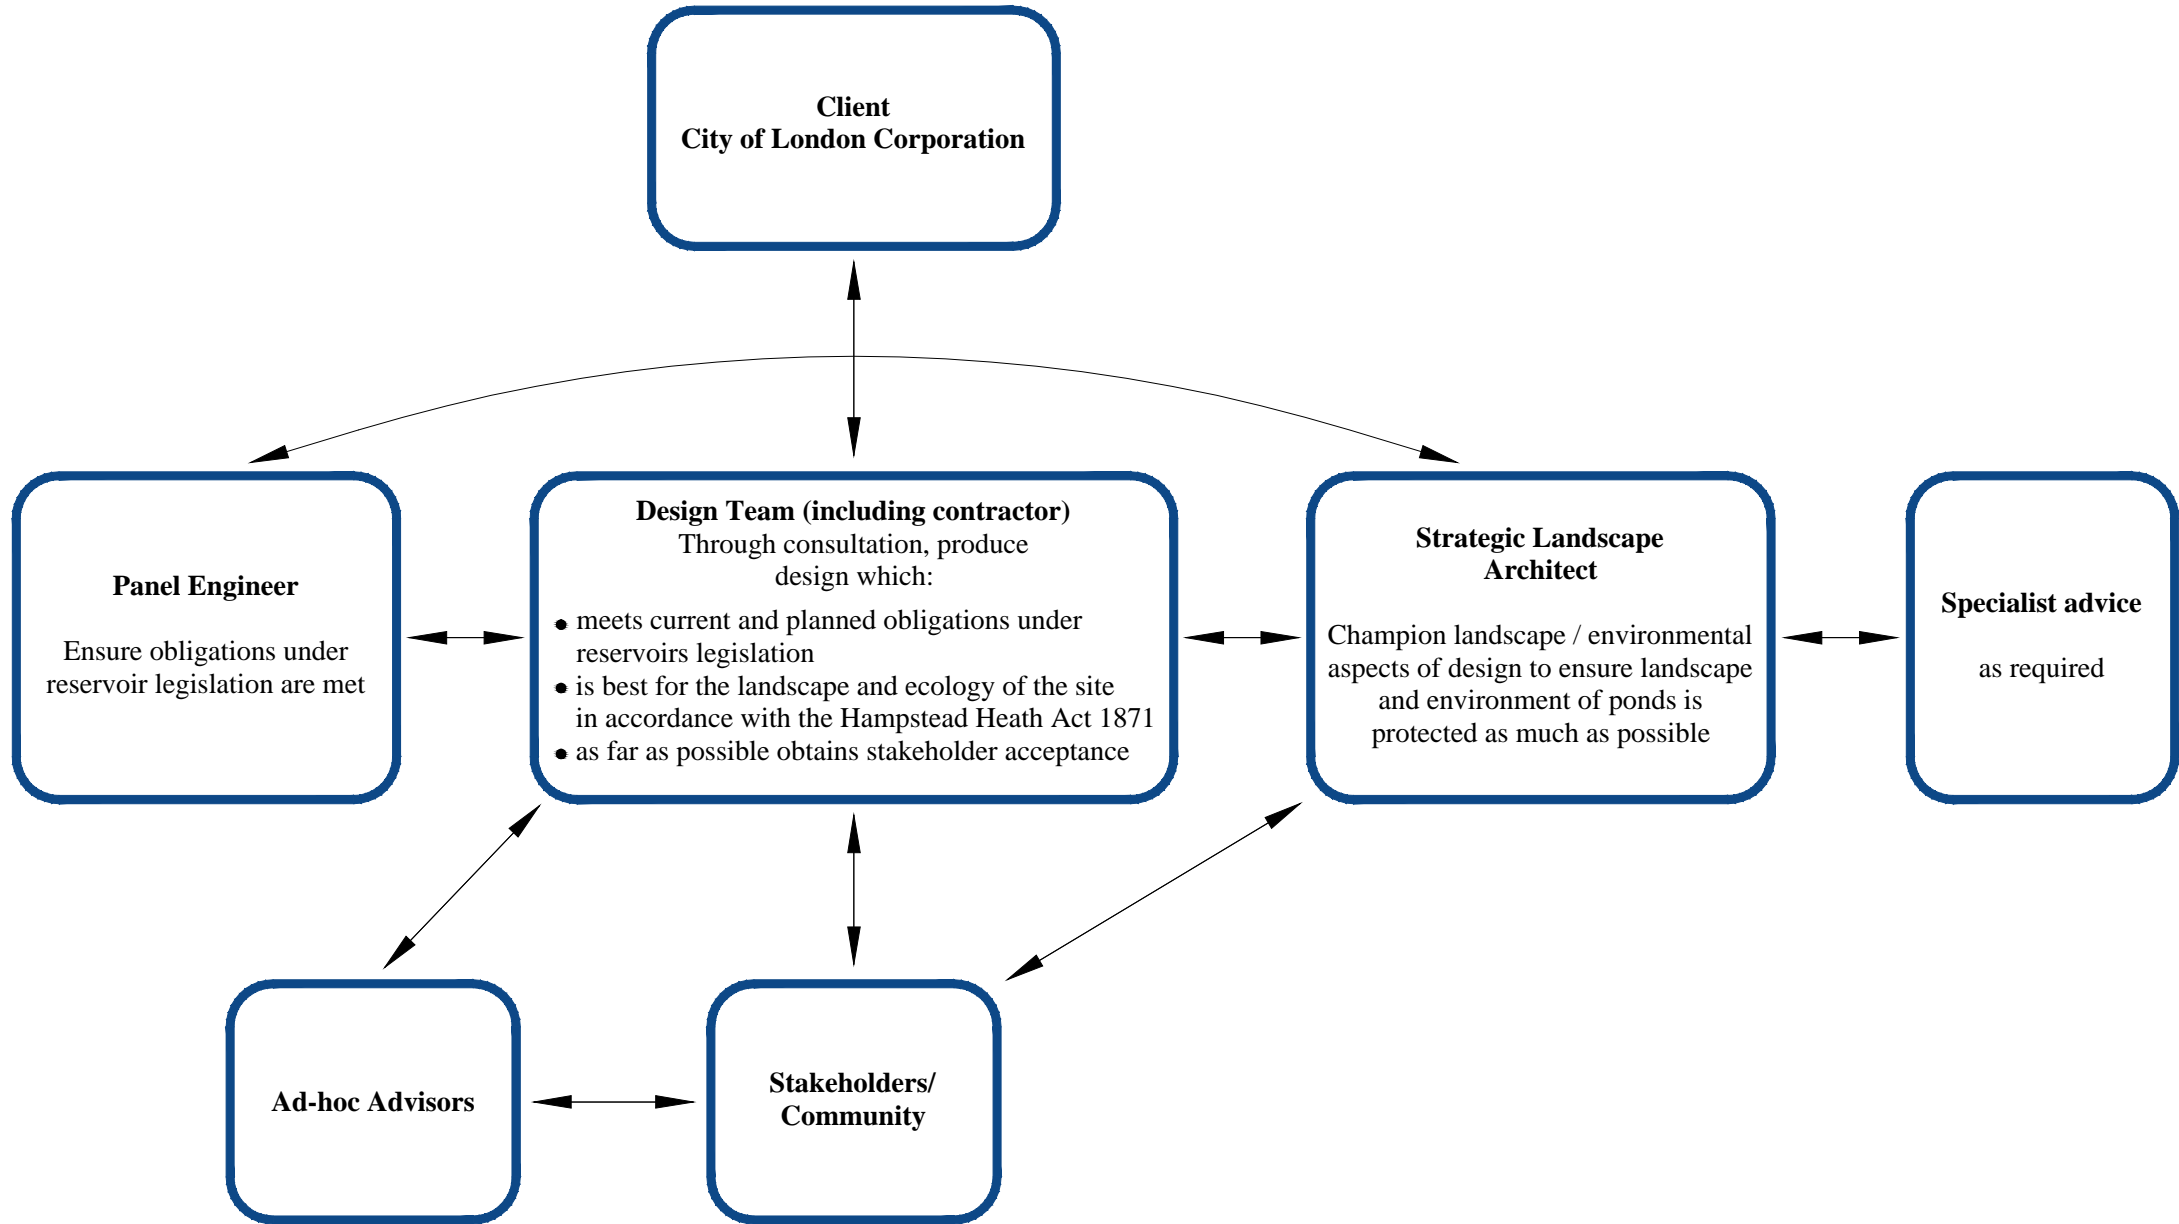 Client
City of London Corporation
Panel Engineer
Ensure obligations under
reservoir legislation are met
Design Team (including contractor)
Through consultation, produce
design which:
● meets current and planned obligations under
reservoirs legislation
● is best for the landscape and ecology of the site
in accordance with the Hampstead Heath Act 1871
● as far as possible obtains stakeholder acceptance
Strategic Landscape
Architect
Champion landscape / environmental
aspects of design to ensure landscape
and environment of ponds is
protected as much as possible
Specialist advice
as required
Ad-hoc Advisors
Stakeholders/
Community